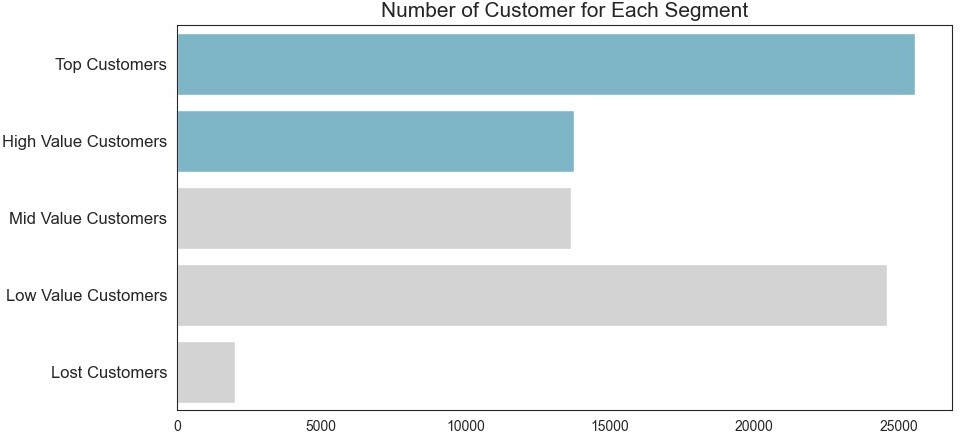 Number of Customer for Each Segment
Top Customers
High Value Customers
Mid Value Customers
Low Value Customers
Lost Customers
0 5000 10000 15000 20000 25000